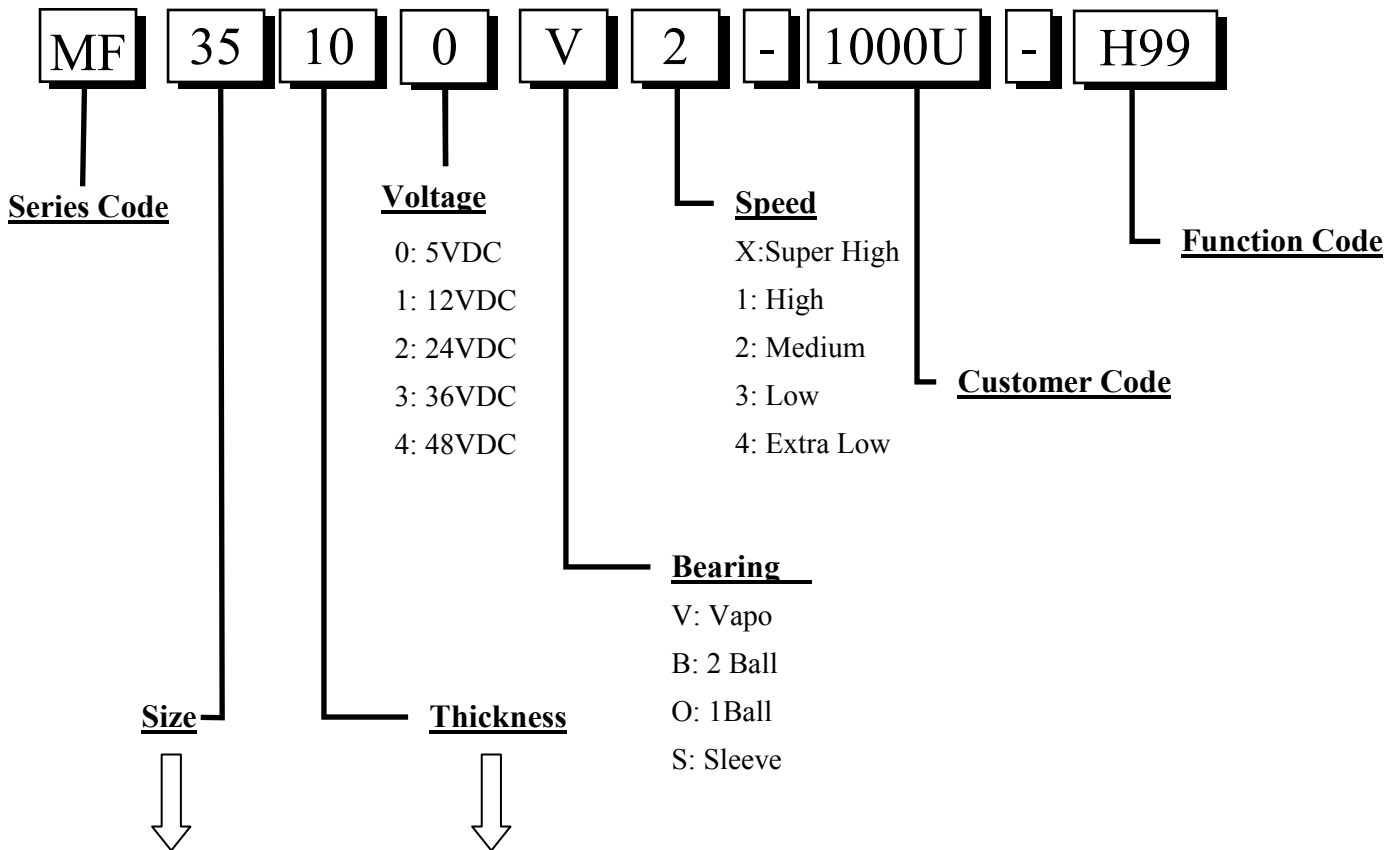 MF 35 10 0 V 2 - 1000U - H99
Series Code
Voltage
0: 5VDC
1: 12VDC
2: 24VDC
3: 36VDC
4: 48VDC
Speed
X:Super High
1: High
2: Medium
3: Low
4: Extra Low
Function Code
Customer Code
Bearing
V: Vapo
B: 2 Ball
O: 1Ball
S: Sleeve
Size
Thickness